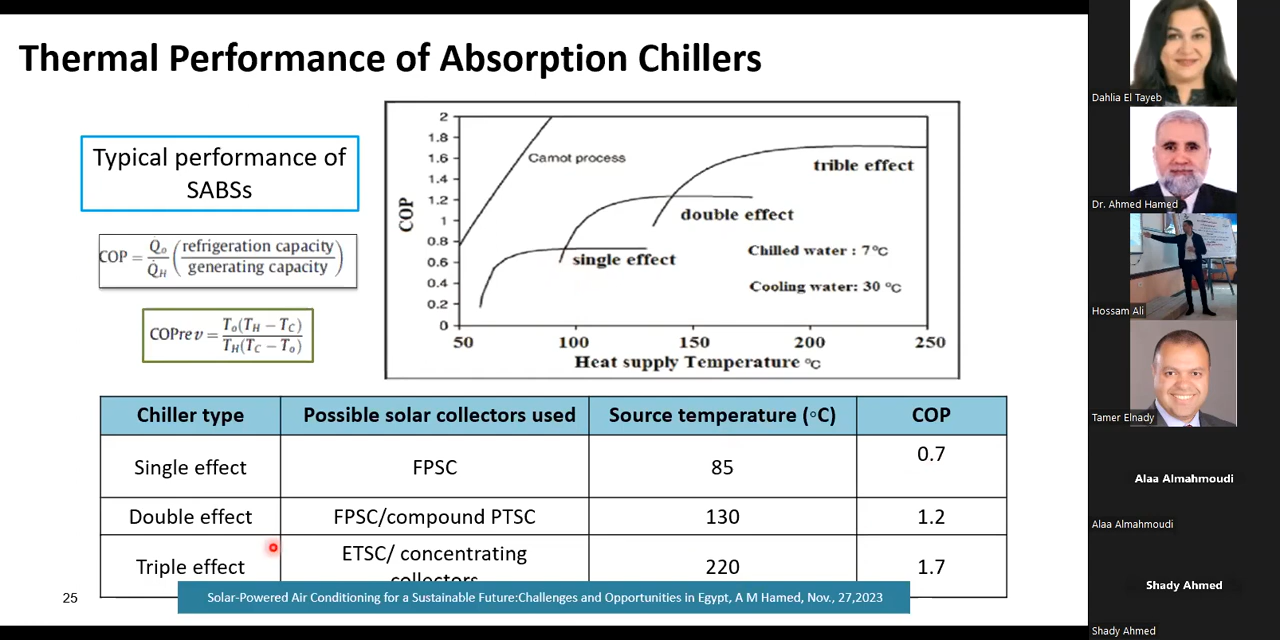 Thermal Performance of Absorption Chillers
Typical performance of
SABSs
COP = Q̇o/Q̇H (refrigeration capacity/generating capacity)
COPrev = To(TH − TC)/TH(TC − To)
COP
2
1.8
1.6
1.4
1.2
1
0.8
0.6
0.4
0.2
0
Carnot process
trible effect
double effect
single effect
Chilled water : 7°C
Cooling water: 30 °C
50 100 150 200 250
Heat supply Temperature °C
Chiller type Possible solar collectors used Source temperature (◦C) COP
Single effect FPSC 85 0.7
Double effect FPSC/compound PTSC 130 1.2
Triple effect ETSC/ concentrating collectors 220 1.7
25
Solar-Powered Air Conditioning for a Sustainable Future:Challenges and Opportunities in Egypt, A M Hamed, Nov., 27,2023
Dahlia El Tayeb
Dr. Ahmed Hamed
Hossam Ali
Tamer Elnady
Alaa Almahmoudi
Alaa Almahmoudi
Shady Ahmed
Shady Ahmed